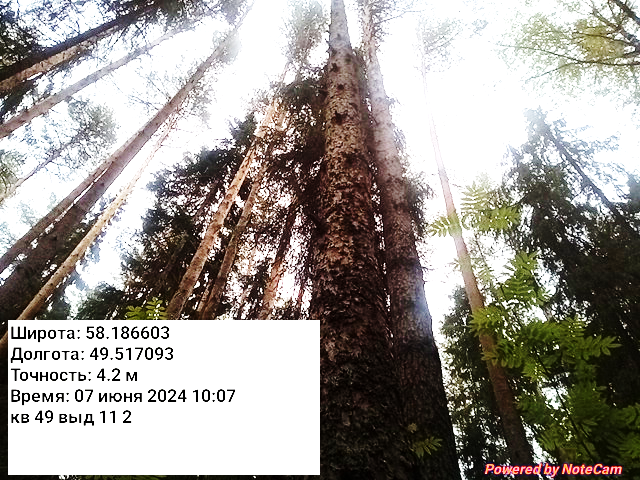 Широта: 58.186603
Долгота: 49.517093
Точность: 4.2 м
Время: 07 июня 2024 10:07
кв 49 выд 11 2
Powered by NoteCam